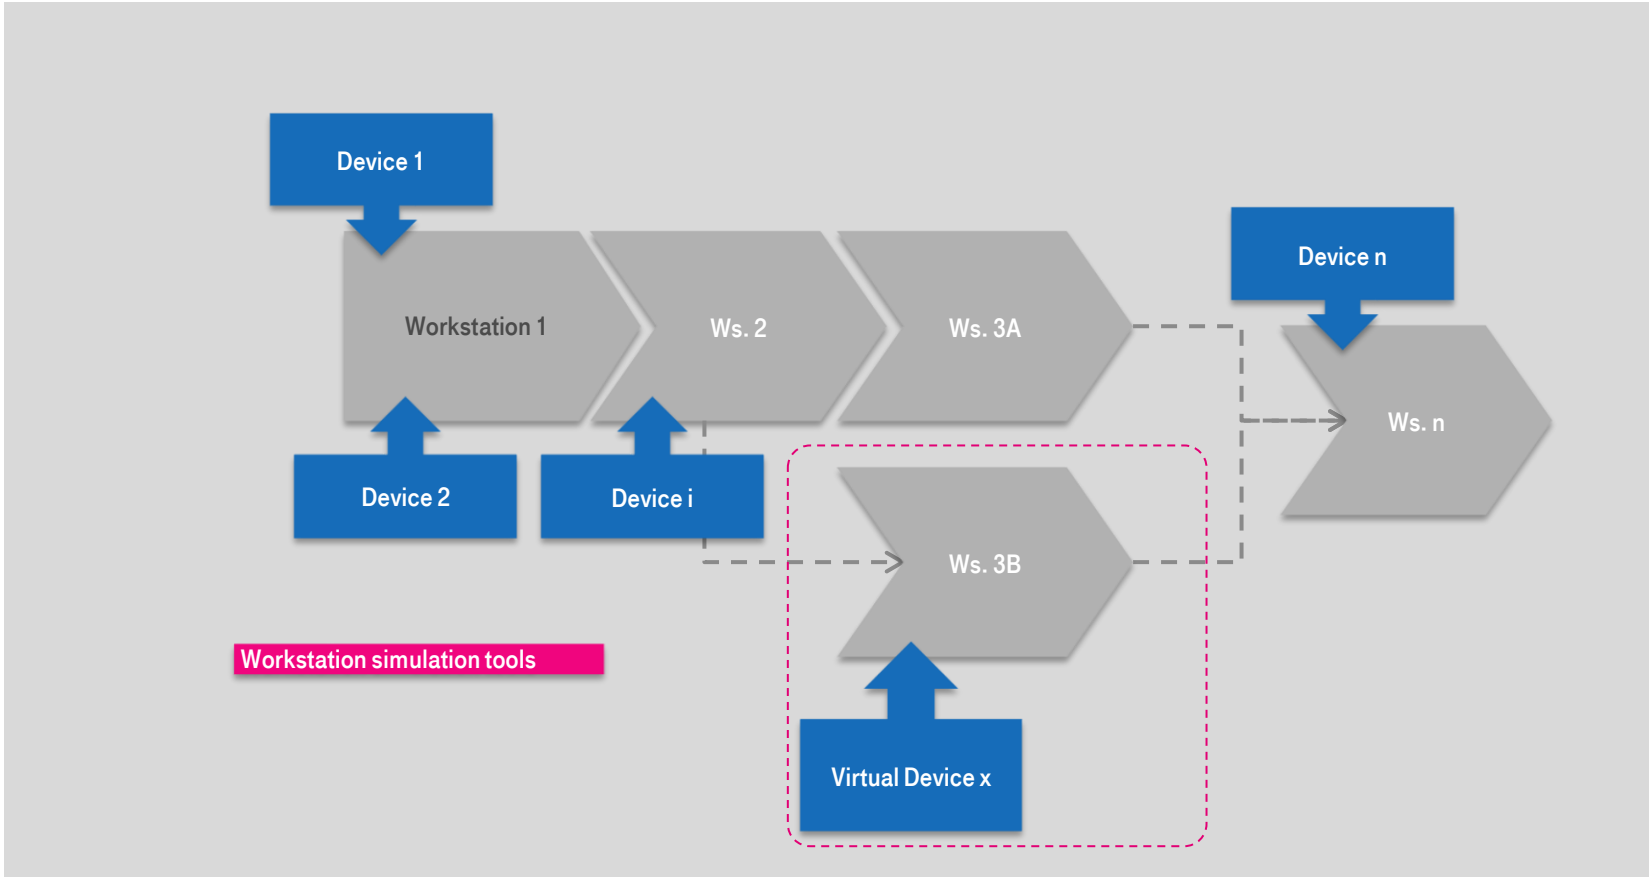 Device 1
Device n
Workstation 1
Ws. 2
Ws. 3A
Ws. n
Device 2
Device i
Ws. 3B
Workstation simulation tools
Virtual Device x